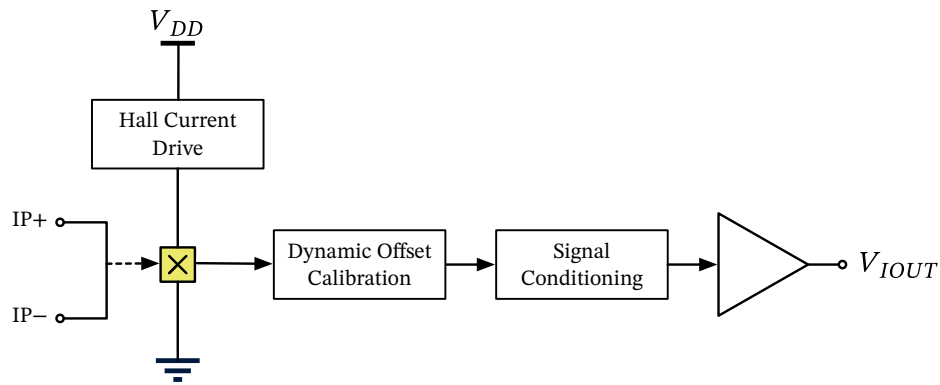 V_DD
Hall Current
Drive
IP+
IP−
Dynamic Offset
Calibration
Signal
Conditioning
V_IOUT